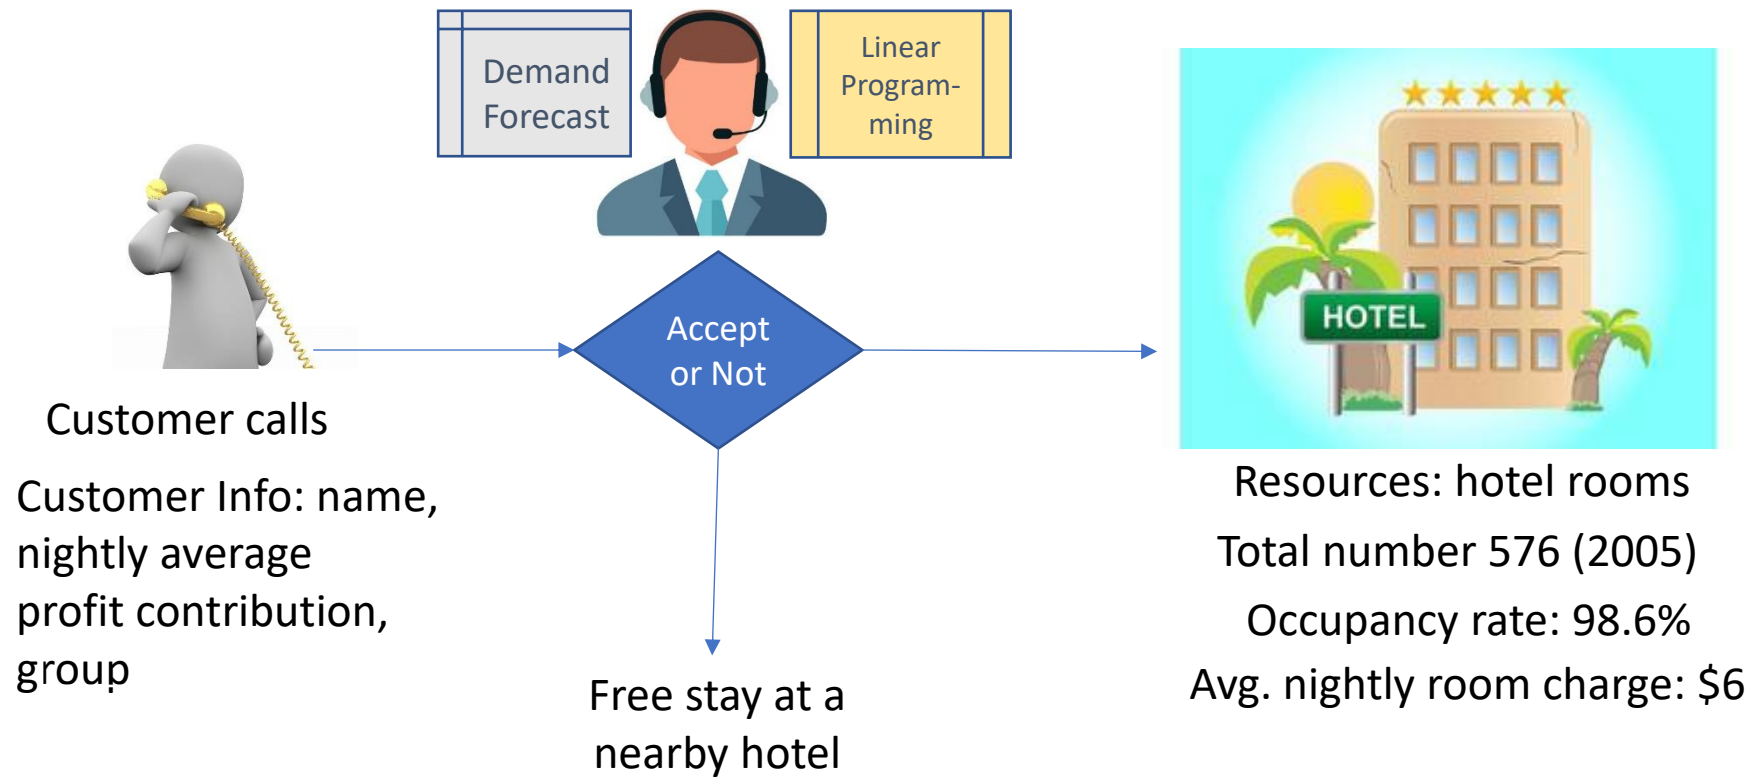 Demand
Forecast
Linear
Program-
ming
HOTEL
Accept
or Not
Customer calls
Customer Info: name,
nightly average
profit contribution,
group
Free stay at a
nearby hotel
Resources: hotel rooms
Total number 576 (2005)
Occupancy rate: 98.6%
Avg. nightly room charge: $6